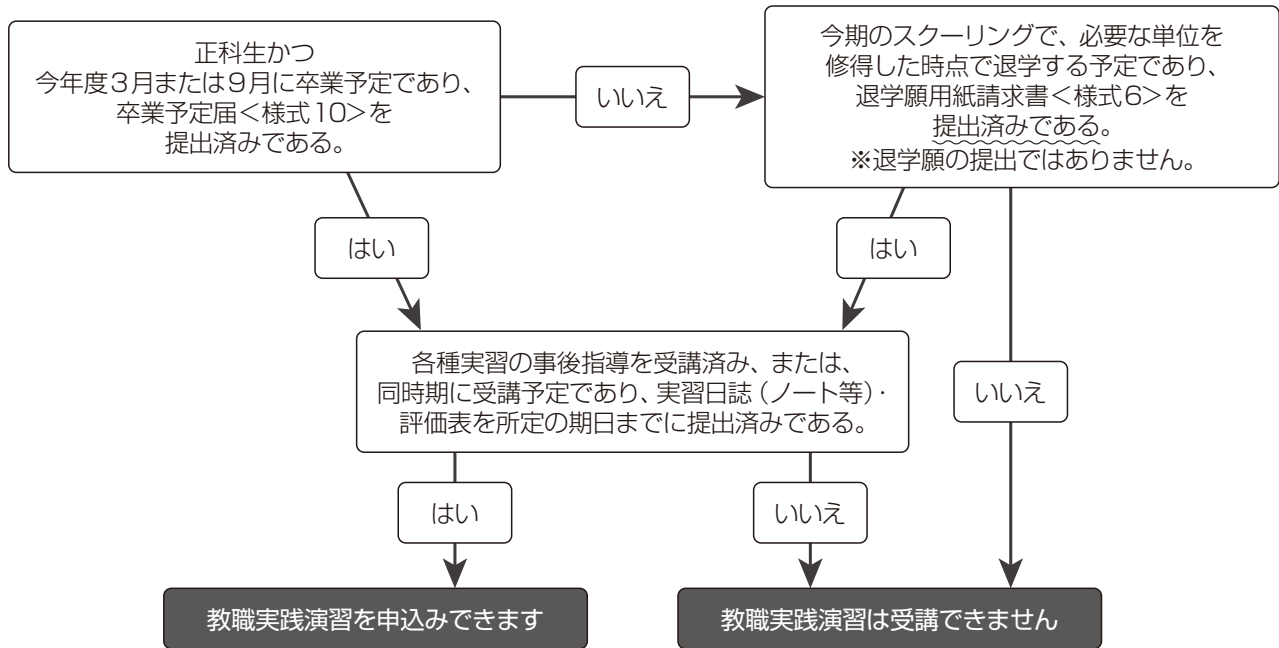 正科生かつ
今年度3月または9月に卒業予定であり、
卒業予定届＜様式10＞を
提出済みである。
いいえ
今期のスクーリングで、必要な単位を
修得した時点で退学する予定であり、
退学願用紙請求書＜様式6＞を
提出済みである。
※退学願の提出ではありません。
はい
はい
各種実習の事後指導を受講済み、または、
同時期に受講予定であり、実習日誌（ノート等）・
評価表を所定の期日までに提出済みである。
いいえ
はい
いいえ
教職実践演習を申込みできます
教職実践演習は受講できません